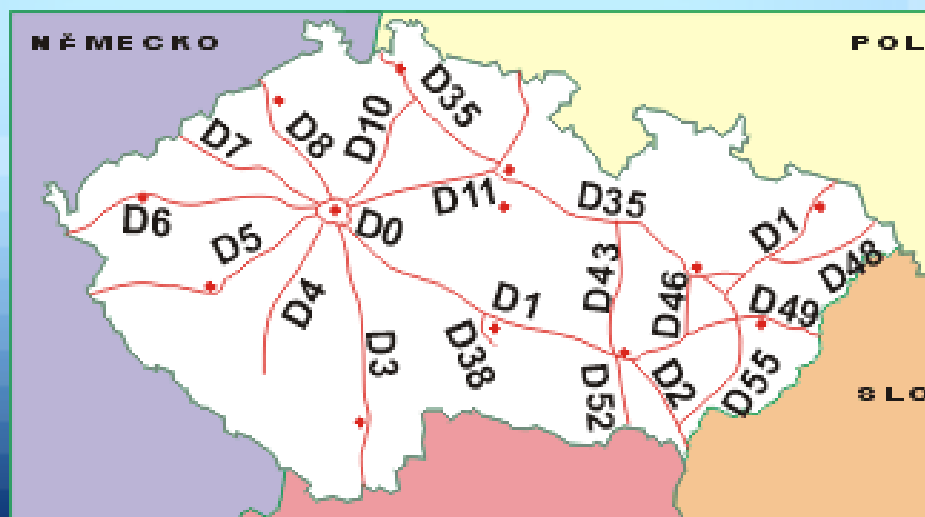 NĚMECKO
POL
D35
D10
D8
D7
D11
D35
D6
D0
D5
D1
D43
D48
D4
D46
D1
D49
D3
D38
D2
D55
D52
SLO